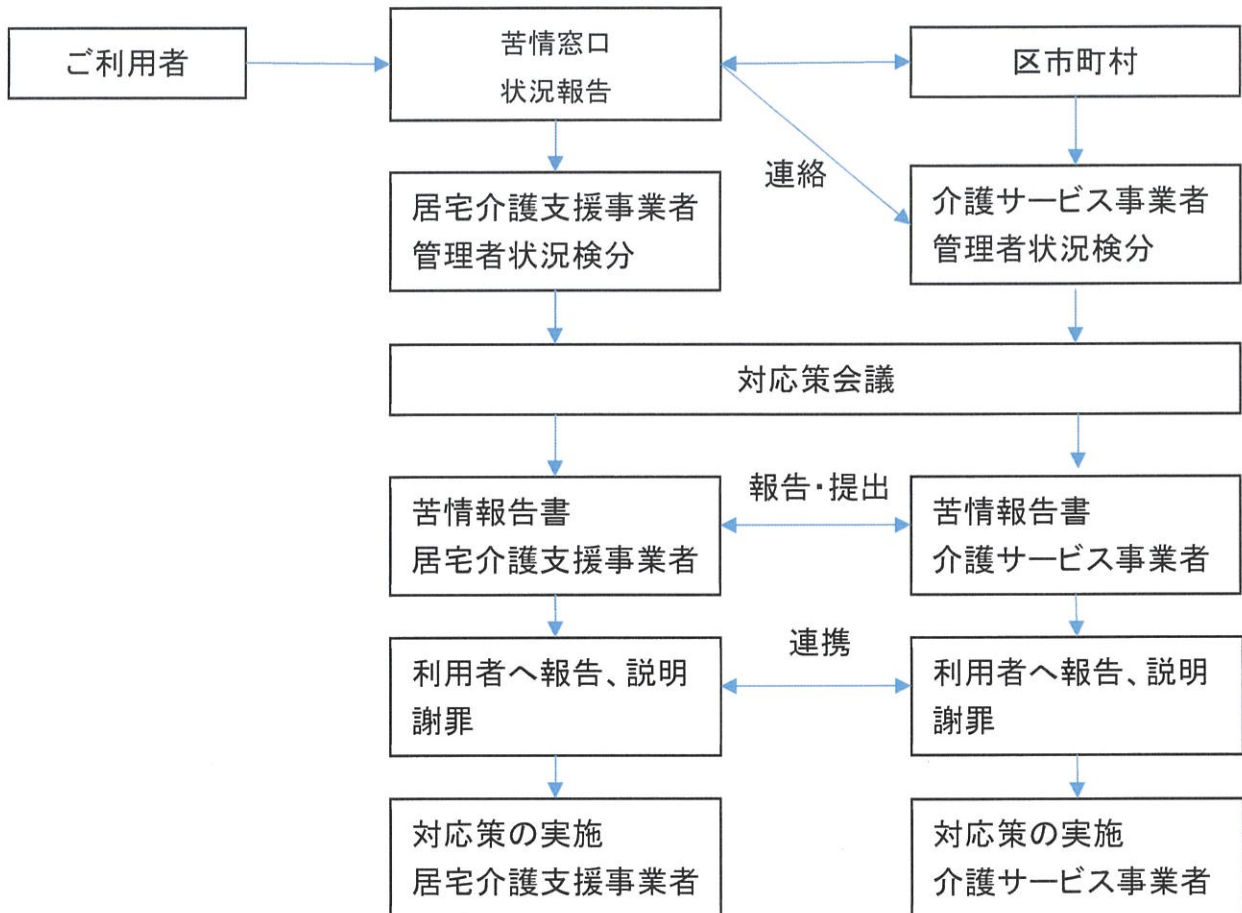 ご利用者
苦情窓口
状況報告
区市町村
連絡
居宅介護支援事業者
管理者状況検分
介護サービス事業者
管理者状況検分
対応策会議
報告・提出
苦情報告書
居宅介護支援事業者
苦情報告書
介護サービス事業者
連携
利用者へ報告、説明
謝罪
利用者へ報告、説明
謝罪
対応策の実施
居宅介護支援事業者
対応策の実施
介護サービス事業者